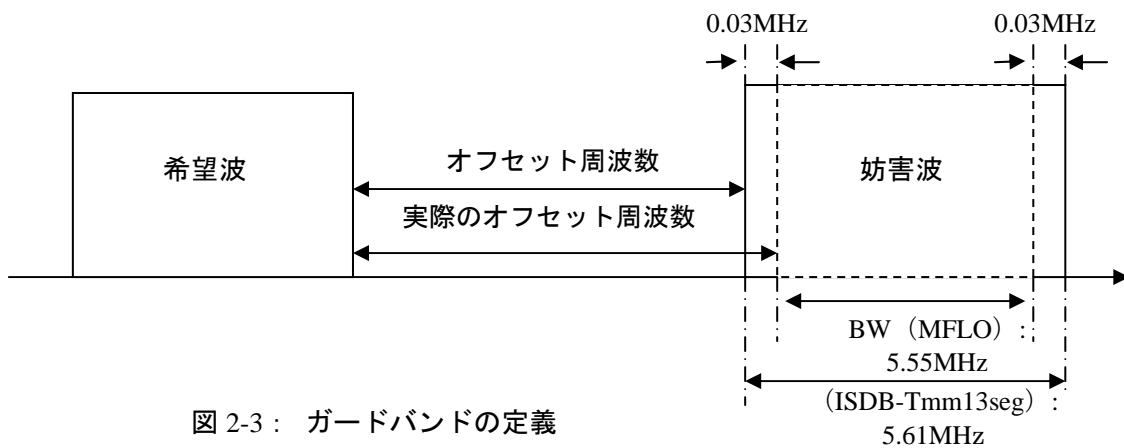 0.03MHz
0.03MHz
希望波
オフセット周波数
妨害波
実際のオフセット周波数
BW（MFLO）:
5.55MHz
(ISDB-Tmm13seg) :
5.61MHz
図 2-3 : ガードバンドの定義